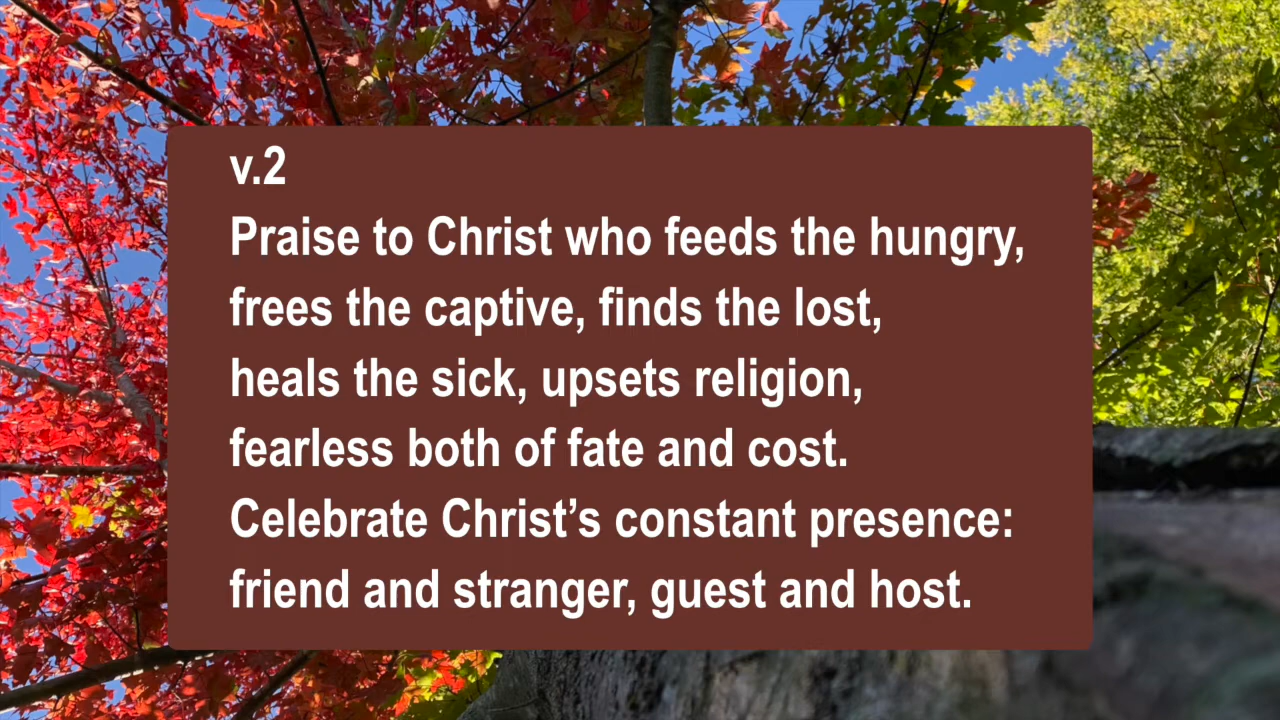 v.2
Praise to Christ who feeds the hungry,
frees the captive, finds the lost,
heals the sick, upsets religion,
fearless both of fate and cost.
Celebrate Christ’s constant presence:
friend and stranger, guest and host.